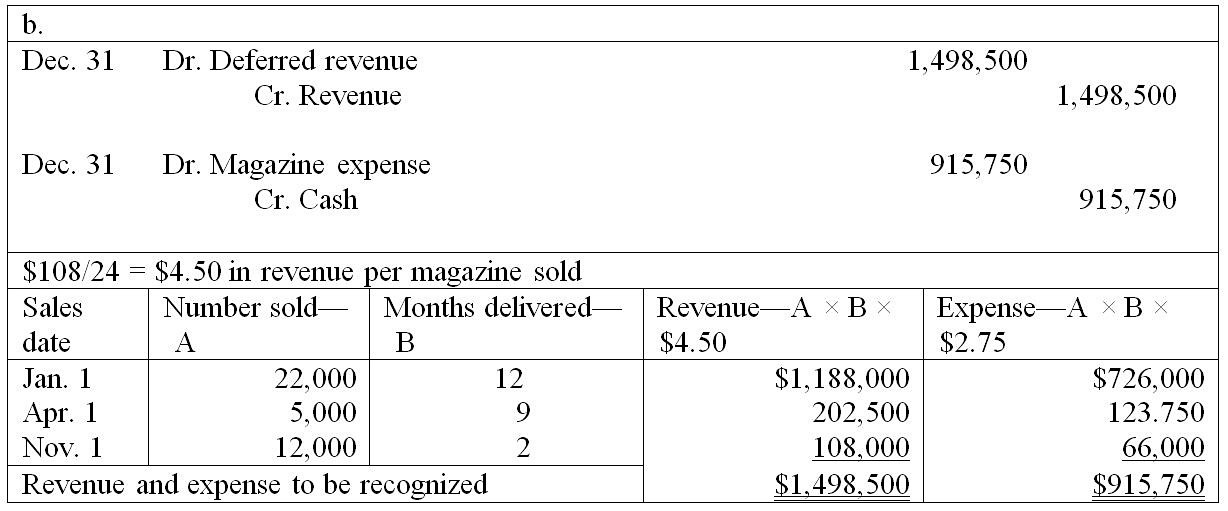 b.
Dec. 31 Dr. Deferred revenue 1,498,500
Cr. Revenue 1,498,500
Dec. 31 Dr. Magazine expense 915,750
Cr. Cash 915,750
$108/24 = $4.50 in revenue per magazine sold
Sales Number sold— Months delivered— Revenue—A × B × Expense—A × B ×
date A B $4.50 $2.75
Jan. 1 22,000 12 $1,188,000 $726,000
Apr. 1 5,000 9 202,500 123.750
Nov. 1 12,000 2 108,000 66,000
Revenue and expense to be recognized $1,498,500 $915,750